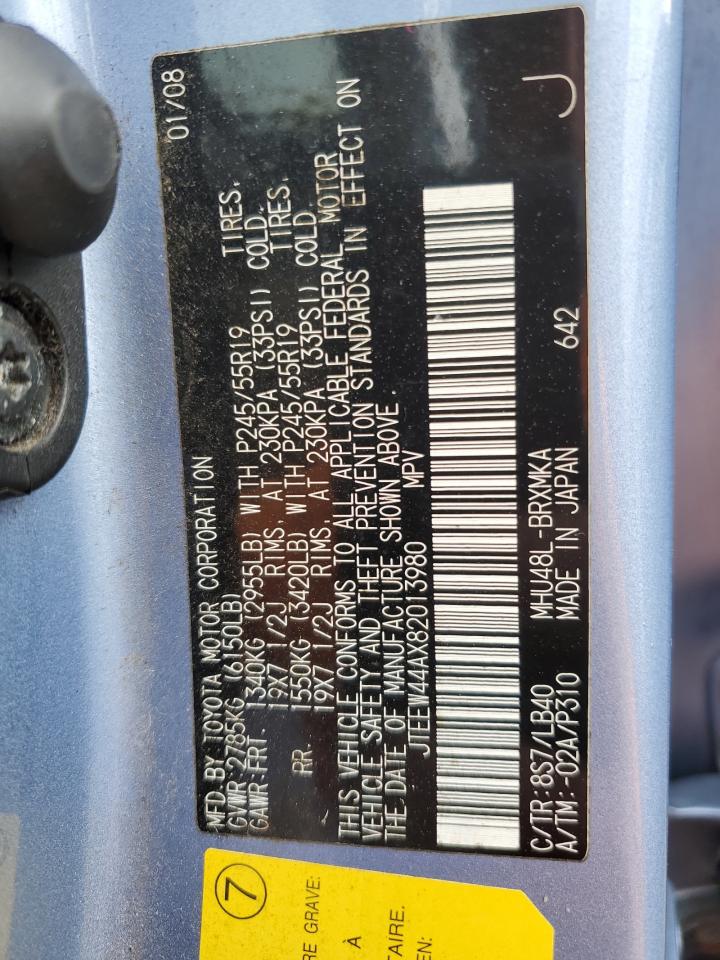 MFD.BY TOYOTA MOTOR CORPORATION 01/08
GVWR 2785KG (6150LB)
GAWR FRT. 1340KG (2955LB) WITH P245/55R19 TIRES,
19X7 1/2J RIMS, AT 230KPA (33PSI) COLD.
RR. 1550KG (3420LB) WITH P245/55R19 TIRES,
19X7 1/2J RIMS, AT 230KPA (33PSI) COLD.
THIS VEHICLE CONFORMS TO ALL APPLICABLE FEDERAL MOTOR
VEHICLE SAFETY AND THEFT PREVENTION STANDARDS IN EFFECT ON
THE DATE OF MANUFACTURE SHOWN ABOVE.
JTEEW44AX82013980 MPV
C/TR:8S7/LB40 MHU48L-BRXMKA
A/TM:-02A/P310 MADE IN JAPAN 642
J
7
RE GRAVE:
À
TAIRE.
EN: